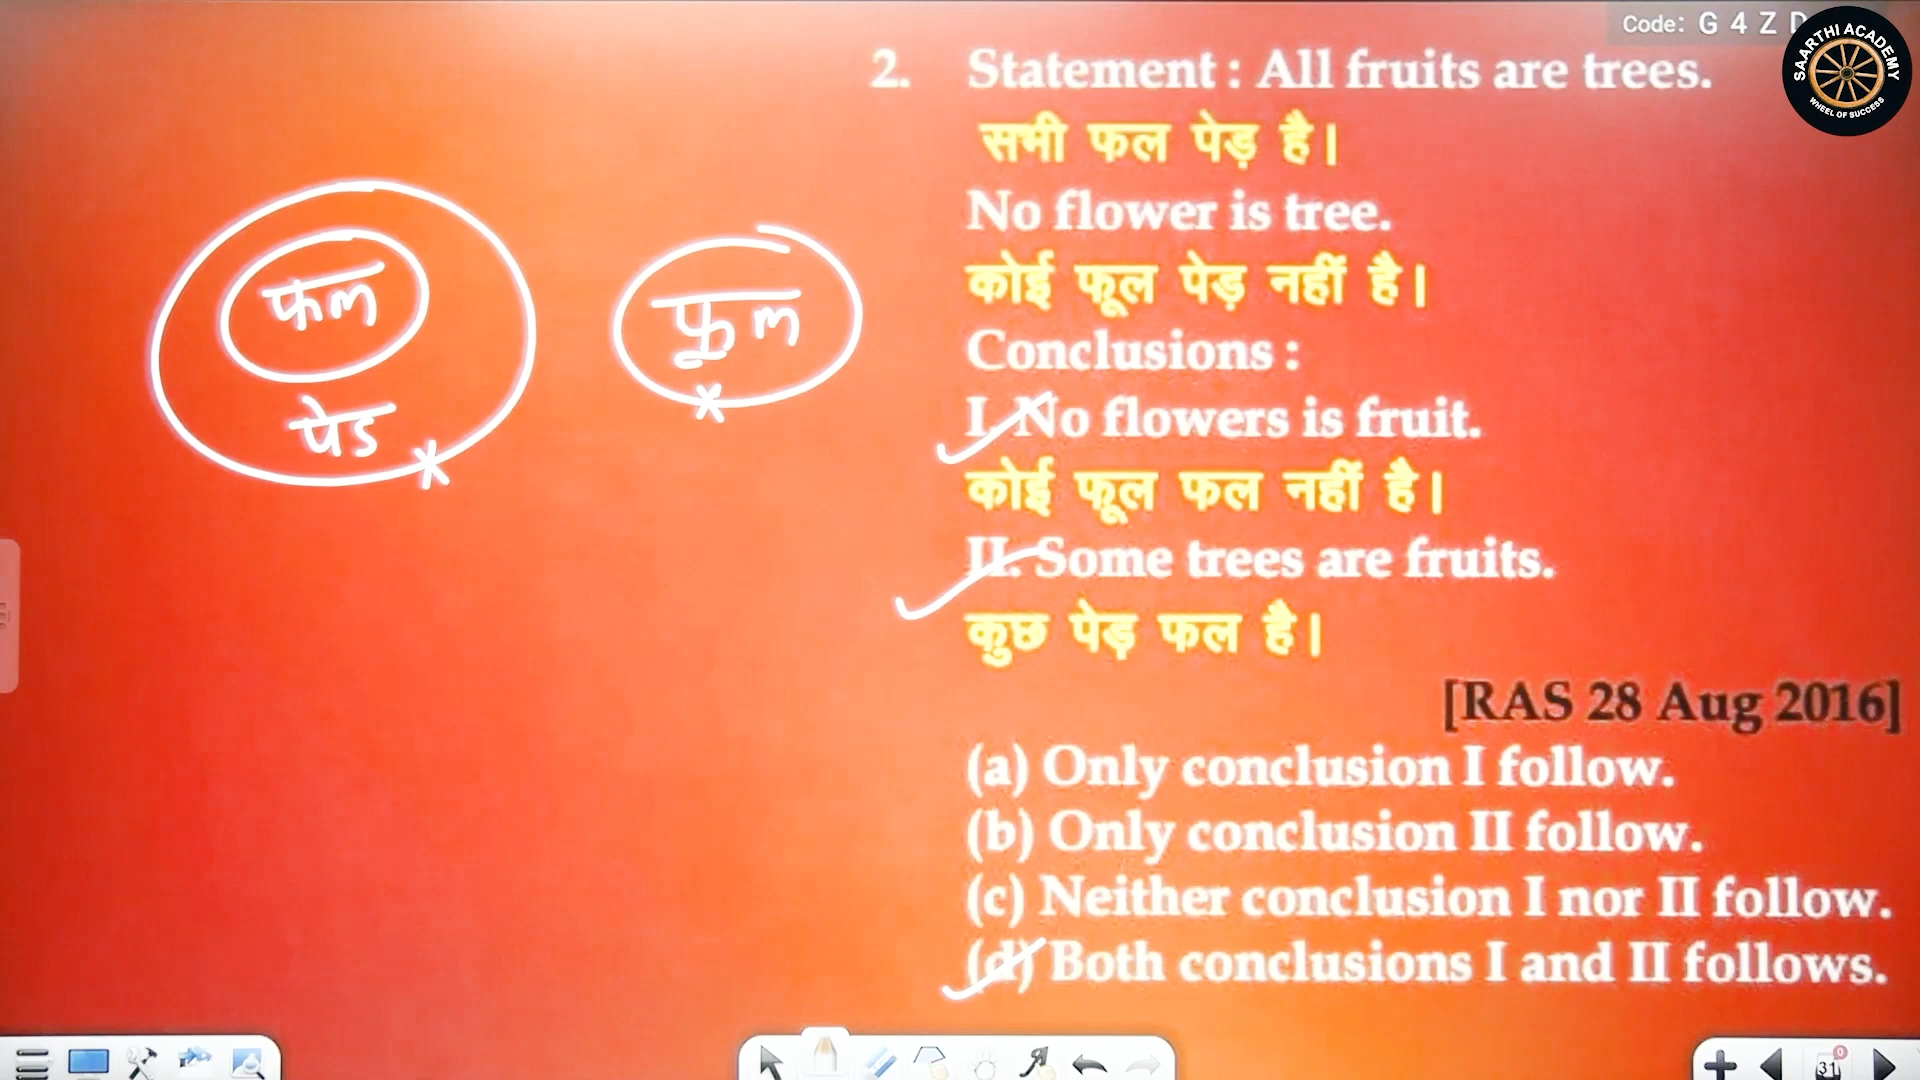 Code: G 4 Z
SAARTHI ACADEMY
WHEEL OF SUCCESS
2. Statement : All fruits are trees.
सभी फल पेड़ है।
No flower is tree.
कोई फूल पेड़ नहीं है।
Conclusions :
I. No flowers is fruit.
कोई फूल फल नहीं है।
II. Some trees are fruits.
कुछ पेड़ फल है।
[RAS 28 Aug 2016]
(a) Only conclusion I follow.
(b) Only conclusion II follow.
(c) Neither conclusion I nor II follow.
(d) Both conclusions I and II follows.
फल
पेड
फूल
31
0